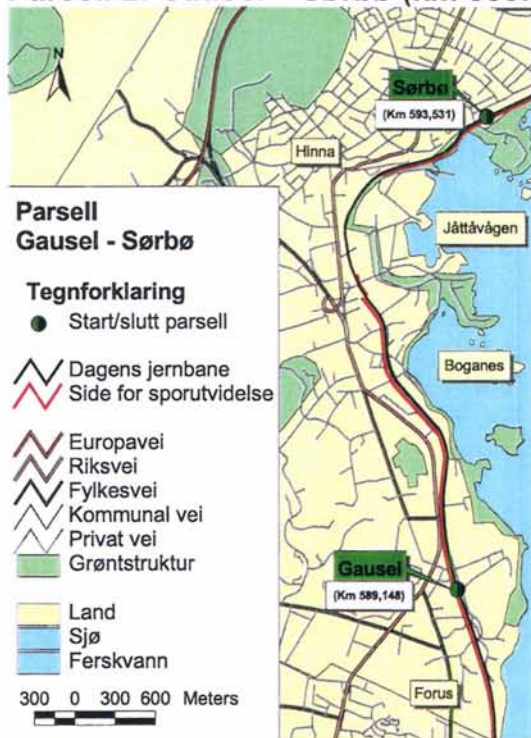 N
Sørbø
(Km 593,531)
Hinna
Jåttåvågen
Boganes
Gausel
(Km 589,148)
Forus
Parsell
Gausel - Sørbø
Tegnforklaring
Start/slutt parsell
Dagens jernbane
Side for sporutvidelse
Europavei
Riksvei
Fylkesvei
Kommunal vei
Privat vei
Grøntstruktur
Land
Sjø
Ferskvann
300 0 300 600 Meters